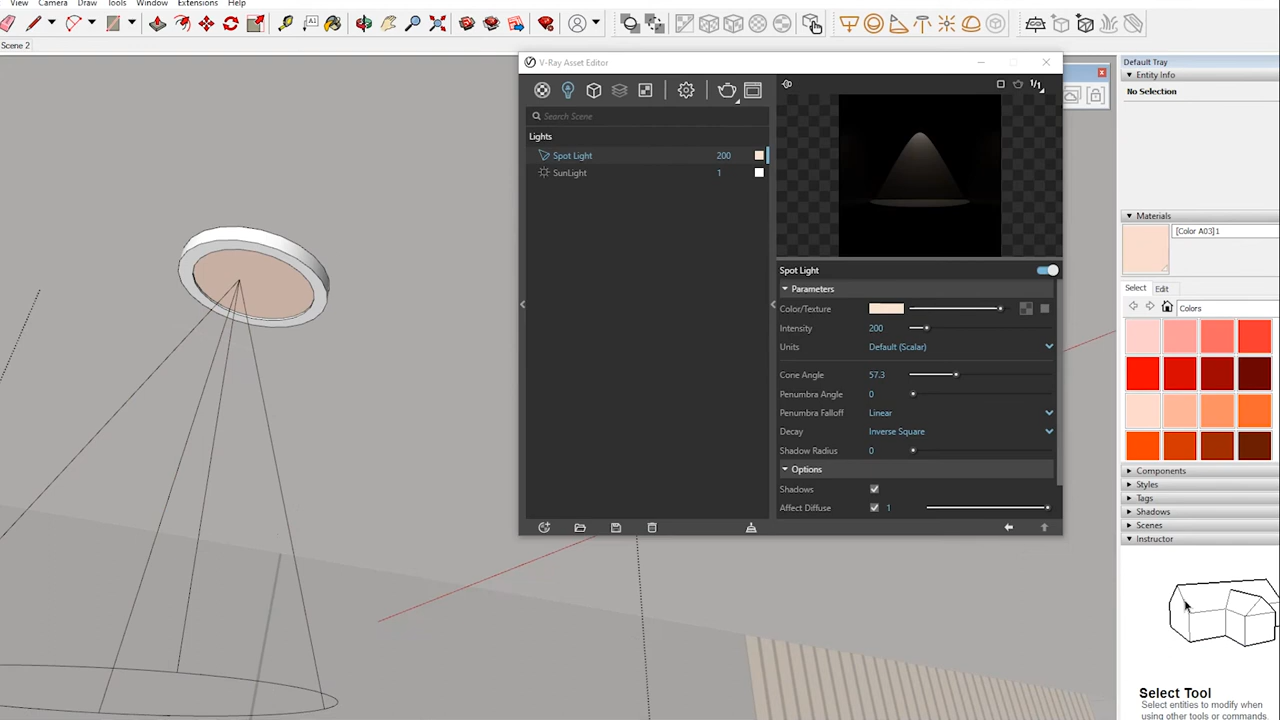 View Camera Draw Tools Window Extensions Help
A1
Scene 2
V-Ray Asset Editor
Default Tray
Entity Info
No Selection
1/1
Search Scene
Lights
Spot Light 200
SunLight 1
Spot Light
Parameters
Color/Texture
Intensity 200
Units Default (Scalar)
Cone Angle 57.3
Penumbra Angle 0
Penumbra Falloff Linear
Decay Inverse Square
Shadow Radius 0
Options
Shadows
Affect Diffuse 1
Materials
[Color A03]1
Select Edit
Colors
Components
Styles
Tags
Shadows
Scenes
Instructor
Select Tool
Select entities to modify when
using other tools or commands.